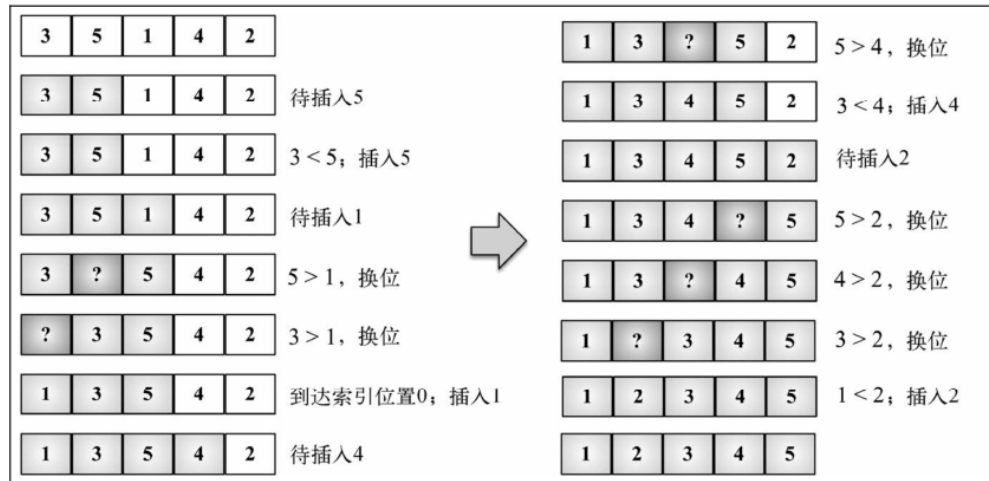 3 5 1 4 2
3 5 1 4 2 待插入5
3 5 1 4 2 3 < 5；插入5
3 5 1 4 2 待插入1
3 ? 5 4 2 5 > 1，换位
? 3 5 4 2 3 > 1，换位
1 3 5 4 2 到达索引位置0；插入1
1 3 5 4 2 待插入4
1 3 ? 5 2 5 > 4，换位
1 3 4 5 2 3 < 4；插入4
1 3 4 5 2 待插入2
1 3 4 ? 5 5 > 2，换位
1 3 ? 4 5 4 > 2，换位
1 ? 3 4 5 3 > 2，换位
1 2 3 4 5 1 < 2；插入2
1 2 3 4 5